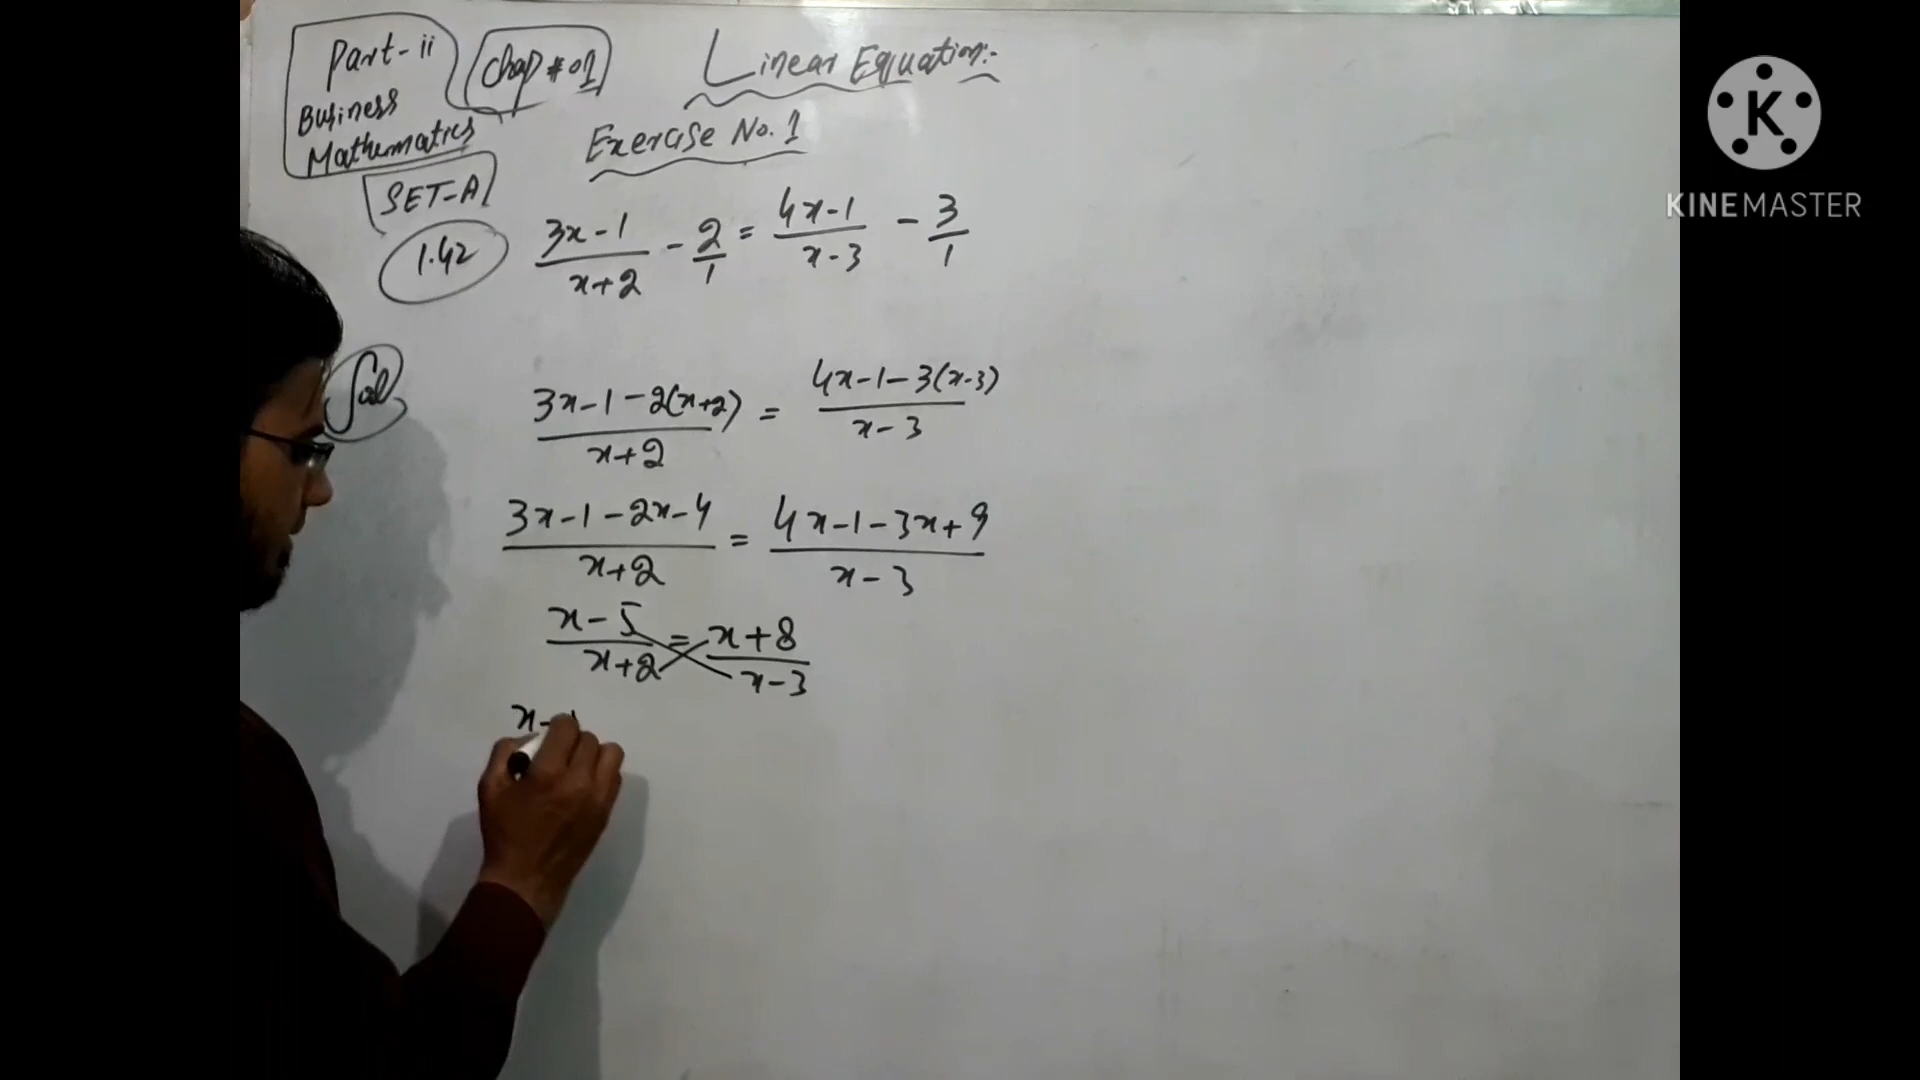 Part-ii
Business
Mathematics
Chap # 01
Linear Equation:-
Exercise No. 1
SET-A
1.42
3x-1/x+2 - 2/1 = 4x-1/x-3 - 3/1
Sol
3x-1-2(x+2)/x+2 = 4x-1-3(x-3)/x-3
3x-1-2x-4/x+2 = 4x-1-3x+9/x-3
x-5/x+2 = x+8/x-3
x-
K
KINEMASTER